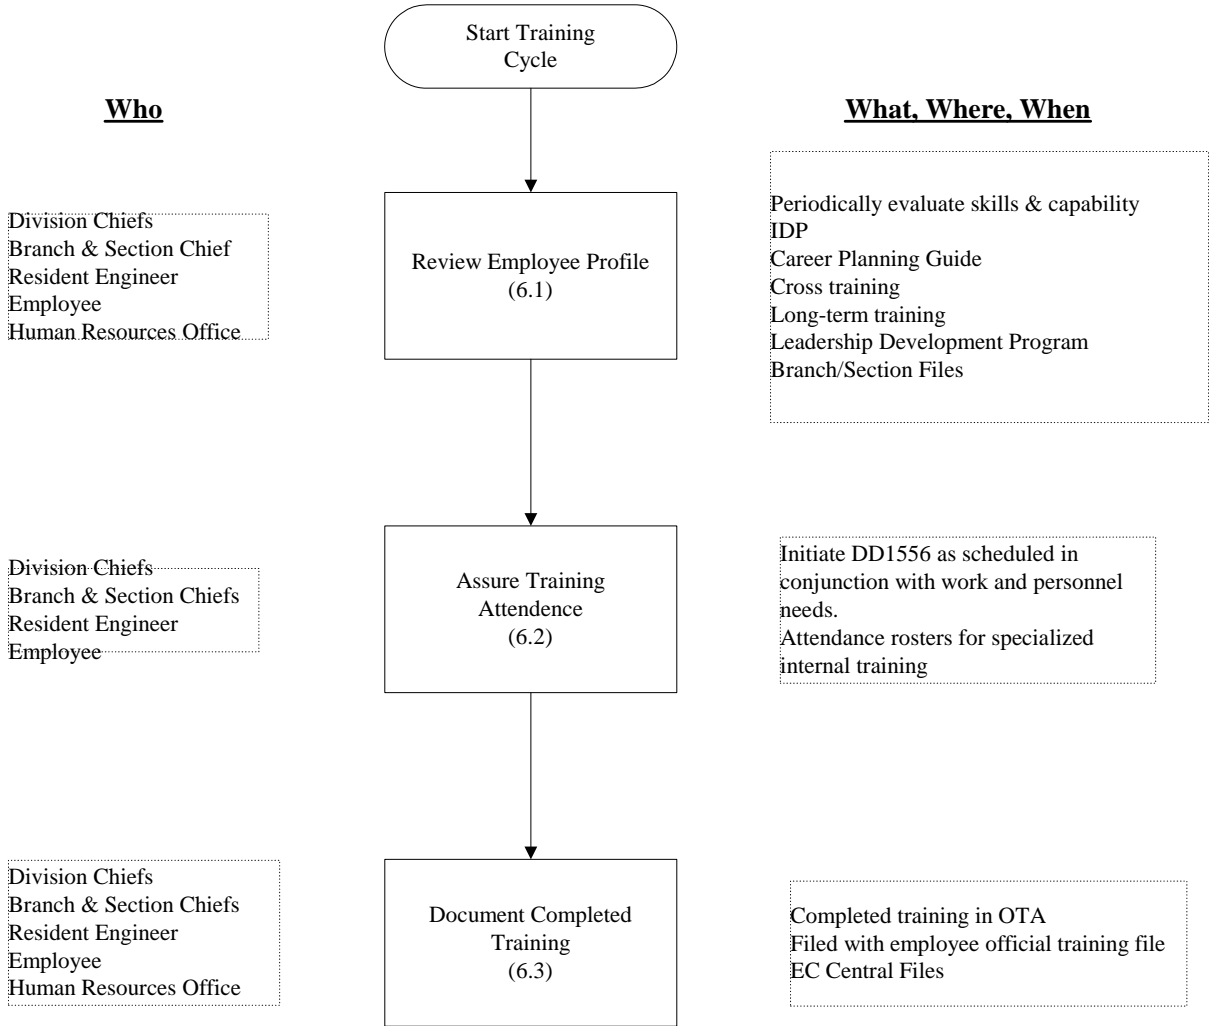 Start Training
Cycle
Who
What, Where, When
Division Chiefs
Branch & Section Chief
Resident Engineer
Employee
Human Resources Office
Review Employee Profile
(6.1)
Periodically evaluate skills & capability
IDP
Career Planning Guide
Cross training
Long-term training
Leadership Development Program
Branch/Section Files
Division Chiefs
Branch & Section Chiefs
Resident Engineer
Employee
Assure Training
Attendence
(6.2)
Initiate DD1556 as scheduled in
conjunction with work and personnel
needs.
Attendance rosters for specialized
internal training
Division Chiefs
Branch & Section Chiefs
Resident Engineer
Employee
Human Resources Office
Document Completed
Training
(6.3)
Completed training in OTA
Filed with employee official training file
EC Central Files